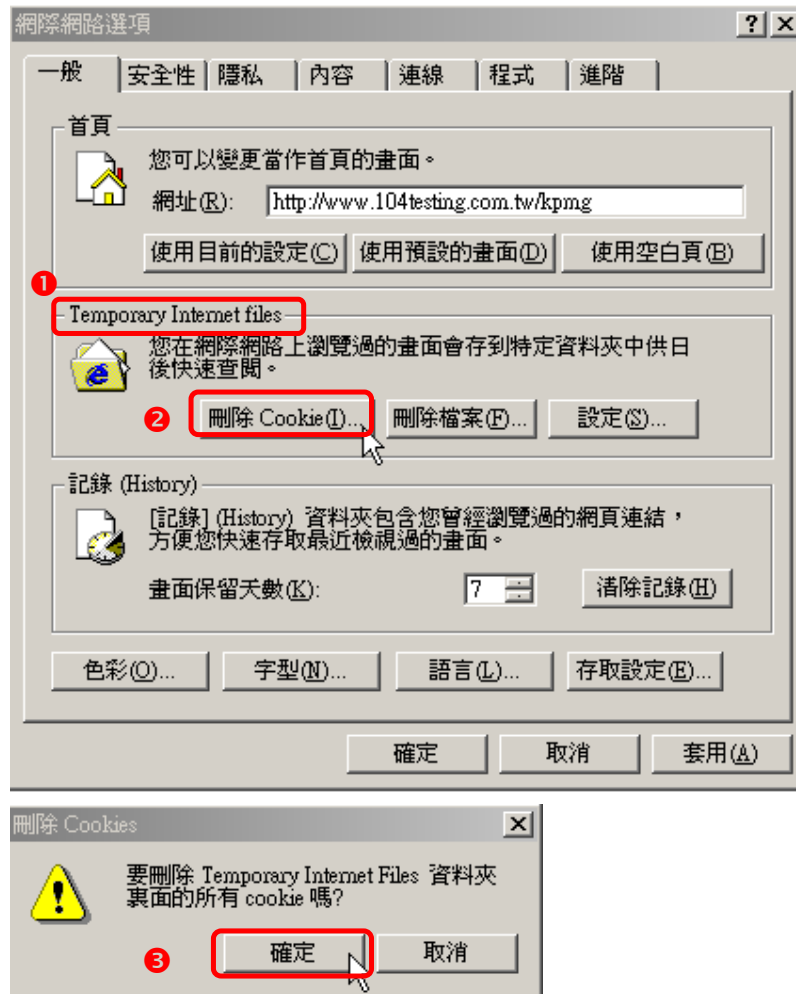 網際網路選項
一般 安全性 隱私 內容 連線 程式 進階
首頁
您可以變更當作首頁的畫面。
網址(R): http://www.104testing.com.tw/kpmg
使用目前的設定(C) 使用預設的畫面(D) 使用空白頁(B)
❶
Temporary Internet files
您在網際網路上瀏覽過的畫面會存到特定資料夾中供日
後快速查閱。
❷ 刪除 Cookie(I)... 刪除檔案(F)... 設定(S)...
記錄 (History)
[記錄] (History) 資料夾包含您曾經瀏覽過的網頁連結，
方便您快速存取最近檢視過的畫面。
畫面保留天數(K): 7 清除記錄(H)
色彩(O)... 字型(N)... 語言(L)... 存取設定(E)...
確定 取消 套用(A)
刪除 Cookies
要刪除 Temporary Internet Files 資料夾
裏面的所有 cookie 嗎?
❸ 確定 取消